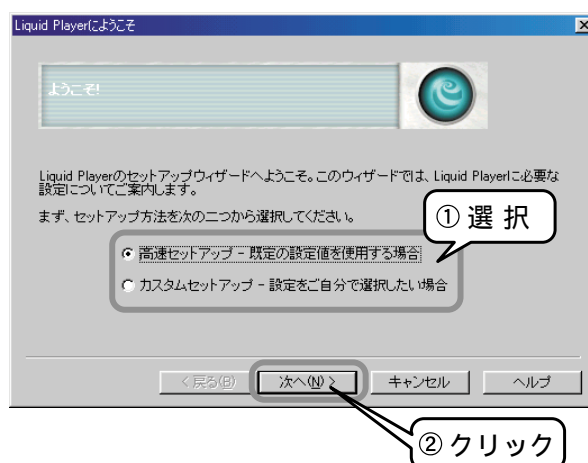 Liquid Playerにようこそ
ようこそ!
Liquid Playerのセットアップウィザードへようこそ。このウィザードでは、Liquid Playerに必要な
設定についてご案内します。
まず、セットアップ方法を次の二つから選択してください。
① 選 択
高速セットアップ - 既定の設定値を使用する場合
カスタムセットアップ - 設定をご自分で選択したい場合
< 戻る(B)
次へ(N) >
キャンセル
ヘルプ
② クリック